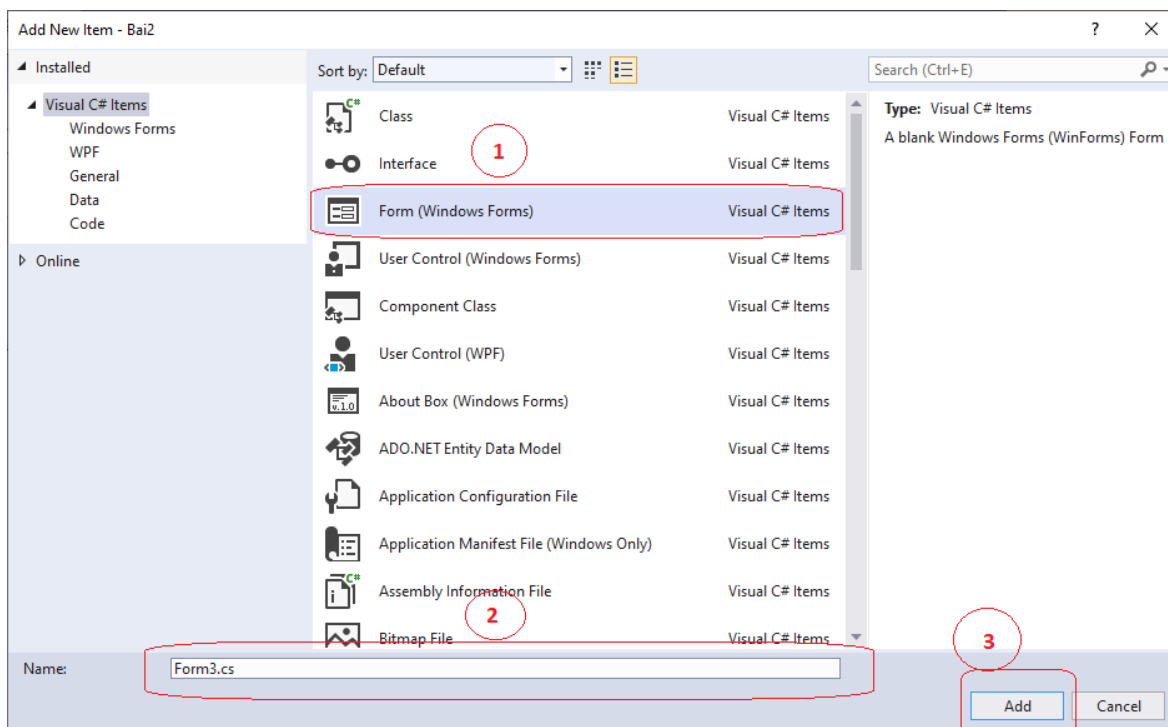 Add New Item - Bai2
?
Installed
Sort by: Default
Search (Ctrl+E)
Visual C# Items
Windows Forms
WPF
General
Data
Code
Online
Class Visual C# Items
1
Interface Visual C# Items
Form (Windows Forms) Visual C# Items
User Control (Windows Forms) Visual C# Items
Component Class Visual C# Items
User Control (WPF) Visual C# Items
v.1.0 About Box (Windows Forms) Visual C# Items
ADO.NET Entity Data Model Visual C# Items
Application Configuration File Visual C# Items
Application Manifest File (Windows Only) Visual C# Items
Assembly Information File Visual C# Items
2
Bitmap File Visual C# Items
Type: Visual C# Items
A blank Windows Forms (WinForms) Form
Name: Form3.cs
3
Add Cancel